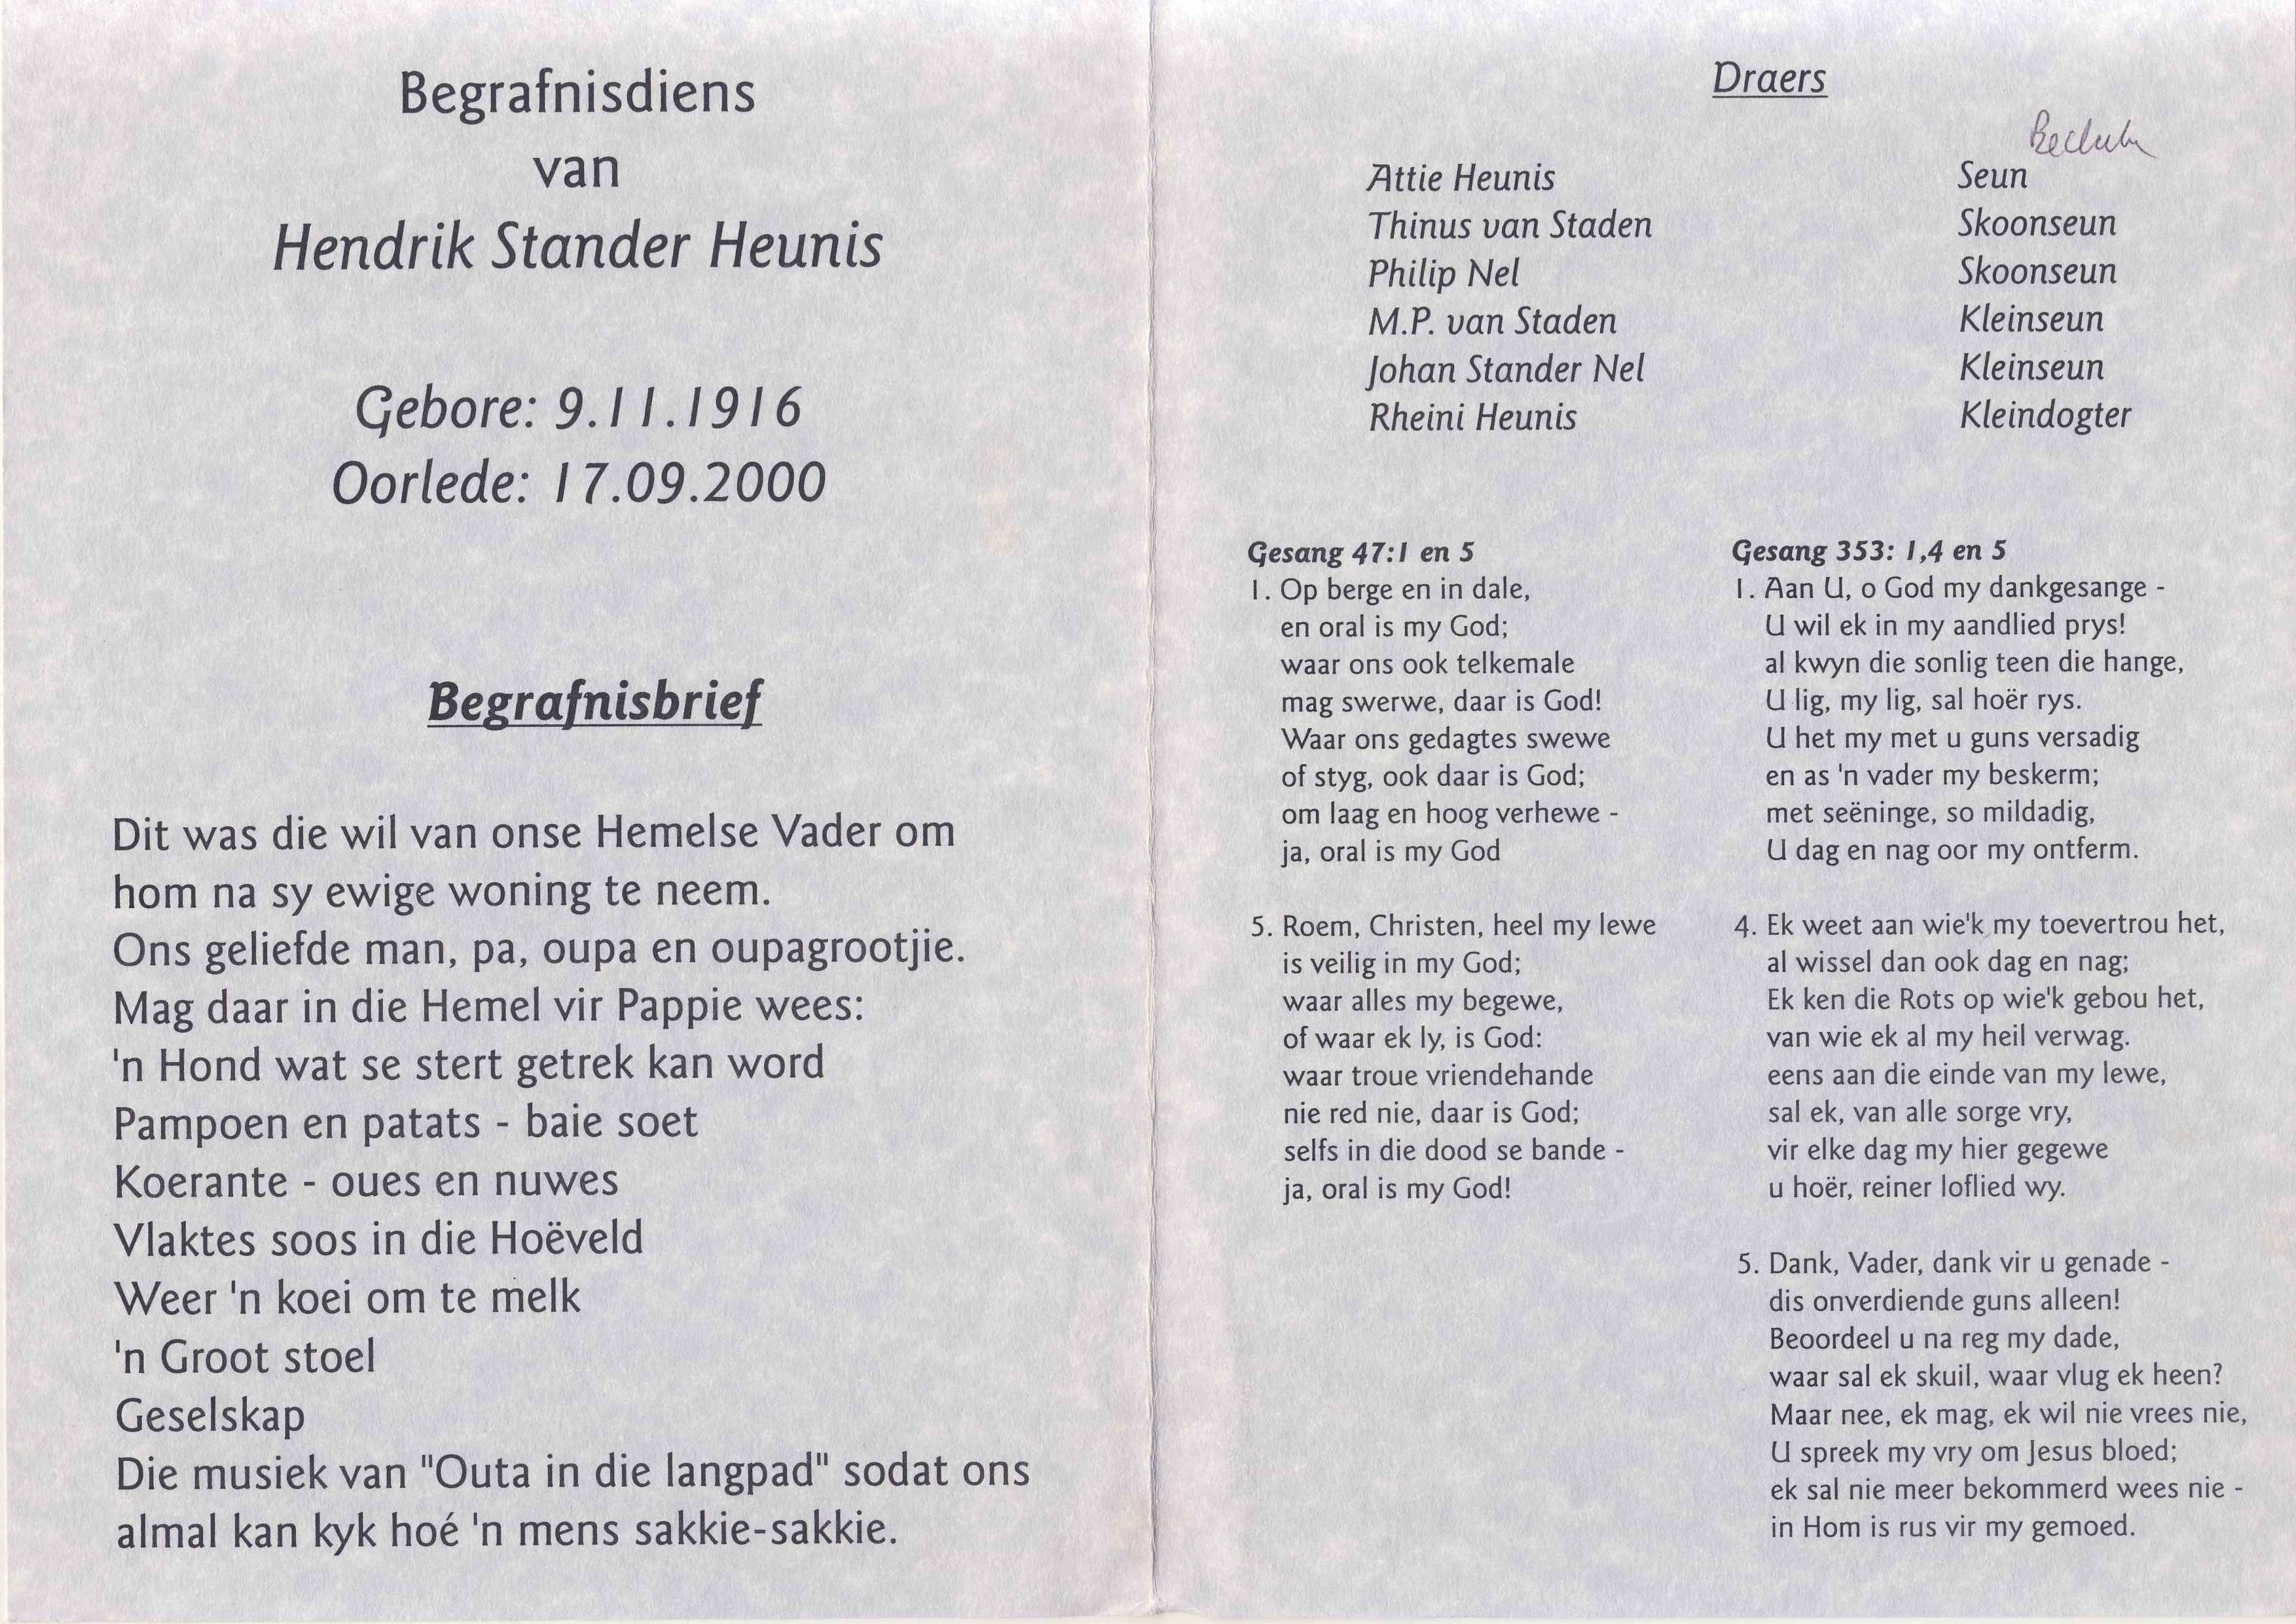 Begrafnisdiens
van
Hendrik Stander Heunis
Gebore: 9.11.1916
Oorlede: 17.09.2000
Begrafnisbrief
Dit was die wil van onse Hemelse Vader om
hom na sy ewige woning te neem.
Ons geliefde man, pa, oupa en oupagrootjie.
Mag daar in die Hemel vir Pappie wees:
'n Hond wat se stert getrek kan word
Pampoen en patats - baie soet
Koerante - oues en nuwes
Vlaktes soos in die Hoëveld
Weer 'n koei om te melk
'n Groot stoel
Geselskap
Die musiek van "Outa in die langpad" sodat ons
almal kan kyk hoé 'n mens sakkie-sakkie.
Draers
Attie Heunis Seun
Thinus van Staden Skoonseun
Philip Nel Skoonseun
M.P. van Staden Kleinseun
Johan Stander Nel Kleinseun
Rheini Heunis Kleindogter
Gesang 47:1 en 5
1. Op berge en in dale,
en oral is my God;
waar ons ook telkemale
mag swerwe, daar is God!
Waar ons gedagtes swewe
of styg, ook daar is God;
om laag en hoog verhewe -
ja, oral is my God
5. Roem, Christen, heel my lewe
is veilig in my God;
waar alles my begewe,
of waar ek ly, is God:
waar troue vriendehande
nie red nie, daar is God;
selfs in die dood se bande -
ja, oral is my God!
Gesang 353: 1,4 en 5
1. Aan U, o God my dankgesange -
U wil ek in my aandlied prys!
al kwyn die sonlig teen die hange,
U lig, my lig, sal hoër rys.
U het my met u guns versadig
en as 'n vader my beskerm;
met seëninge, so mildadig,
U dag en nag oor my ontferm.
4. Ek weet aan wie'k my toevertrou het,
al wissel dan ook dag en nag;
Ek ken die Rots op wie'k gebou het,
van wie ek al my heil verwag.
eens aan die einde van my lewe,
sal ek, van alle sorge vry,
vir elke dag my hier gegewe
u hoër, reiner loflied wy.
5. Dank, Vader, dank vir u genade -
dis onverdiende guns alleen!
Beoordeel u na reg my dade,
waar sal ek skuil, waar vlug ek heen?
Maar nee, ek mag, ek wil nie vrees nie,
U spreek my vry om Jesus bloed;
ek sal nie meer bekommerd wees nie -
in Hom is rus vir my gemoed.